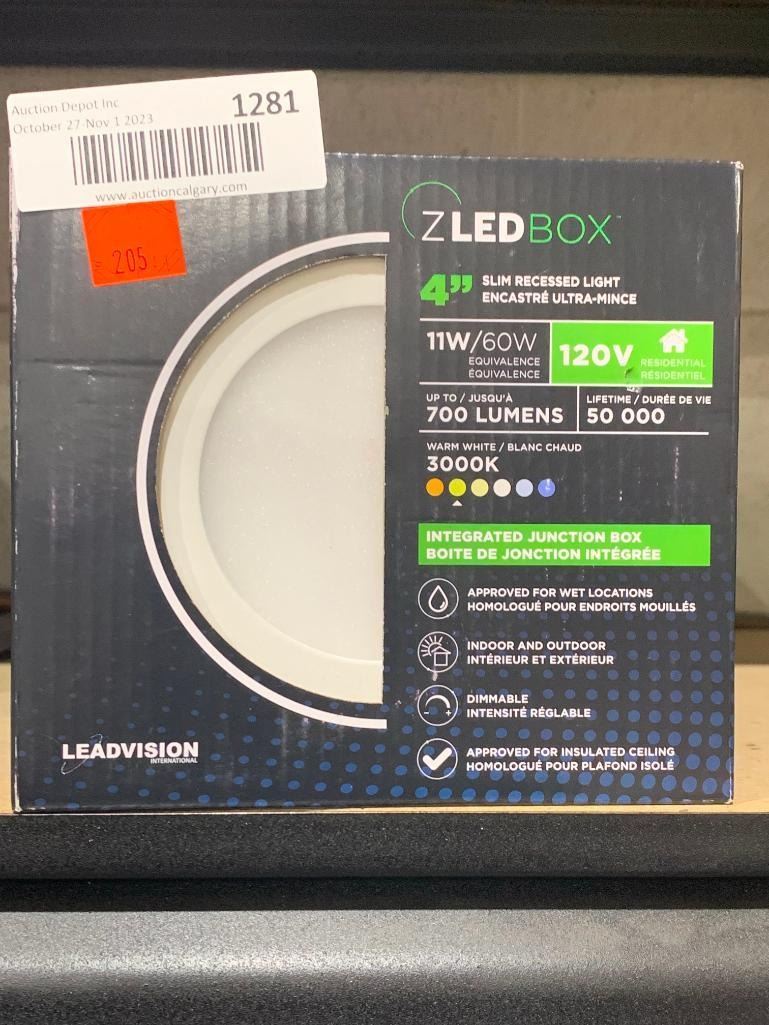 Auction Depot Inc
1281
October 27-Nov 1 2023
www.auctioncalgary.com
205
ZLEDBOX™
4” SLIM RECESSED LIGHT
ENCASTRÉ ULTRA-MINCE
11W/60W
EQUIVALENCE
ÉQUIVALENCE
120V
RESIDENTIAL
RÉSIDENTIEL
UP TO / JUSQU'À
700 LUMENS
LIFETIME / DURÉE DE VIE
50 000
WARM WHITE / BLANC CHAUD
3000K
INTEGRATED JUNCTION BOX
BOITE DE JONCTION INTÉGRÉE
APPROVED FOR WET LOCATIONS
HOMOLOGUÉ POUR ENDROITS MOUILLÉS
INDOOR AND OUTDOOR
INTÉRIEUR ET EXTÉRIEUR
DIMMABLE
INTENSITÉ RÉGLABLE
APPROVED FOR INSULATED CEILING
HOMOLOGUÉ POUR PLAFOND ISOLÉ
LEADVISION
INTERNATIONAL